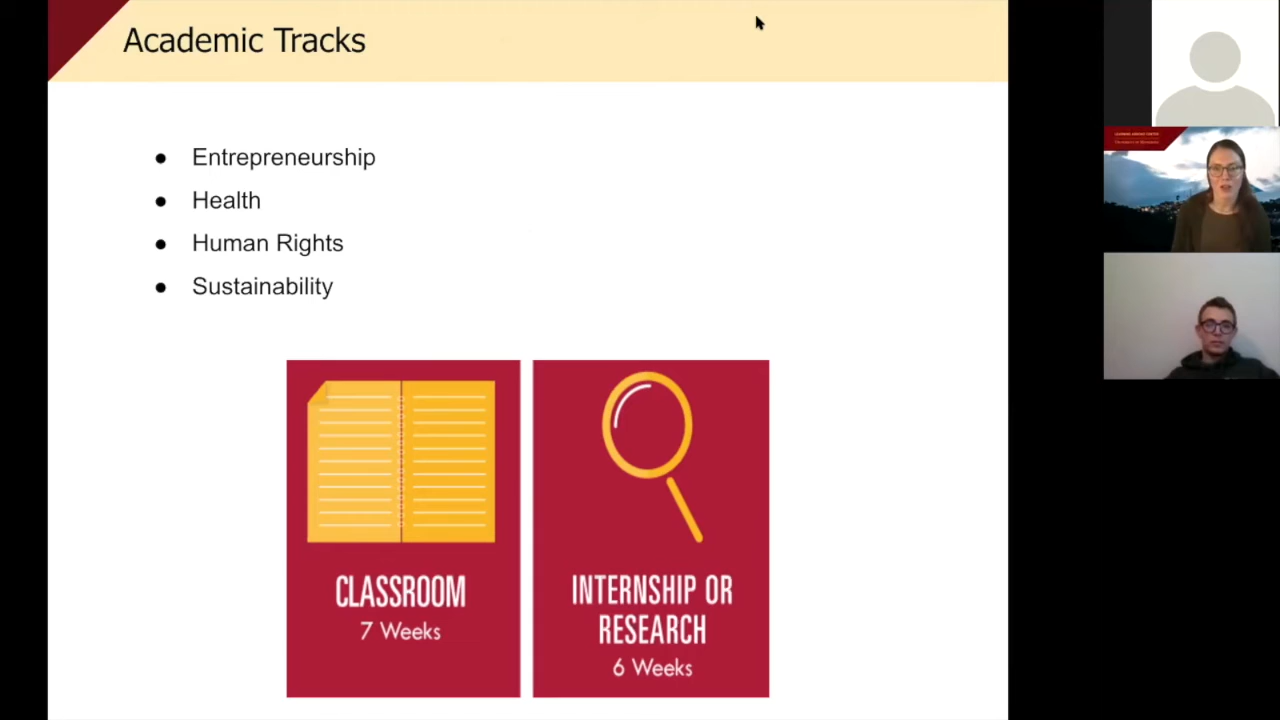 Academic Tracks
Entrepreneurship
Health
Human Rights
Sustainability
CLASSROOM
7 Weeks
INTERNSHIP OR
RESEARCH
6 Weeks